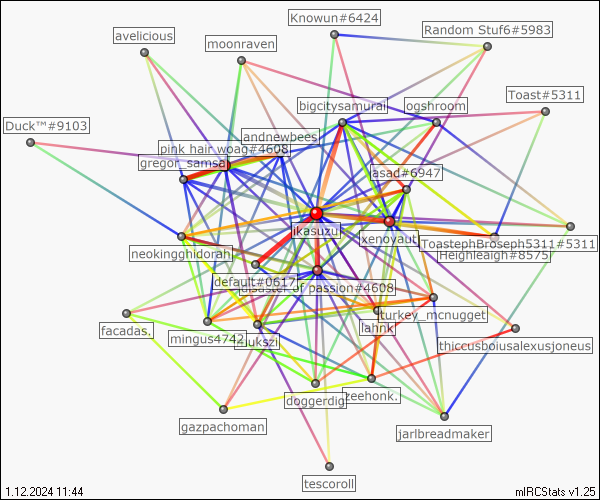 Knowun#6424
avelicious
moonraven
Random Stuf6#5983
Toast#5311
bigcitysamurai
ogshroom
Duck™#9103
andnewbees
pink hair woag#4608
gregor_samsa
asad#6947
ikasuzu
xenovaut
ToastephBroseph5311#5311
neokingghidorah
Heighleaigh#8575
default#0617
disaster of passion#4608
turkey_mcnugget
facadas.
lahnk
mingus4742
thiccusboiusalexusjoneus
doggerdig
zeehonk.
gazpachoman
jarlbreadmaker
tescoroll
1.12.2024 11:44
mIRCStats v1.25